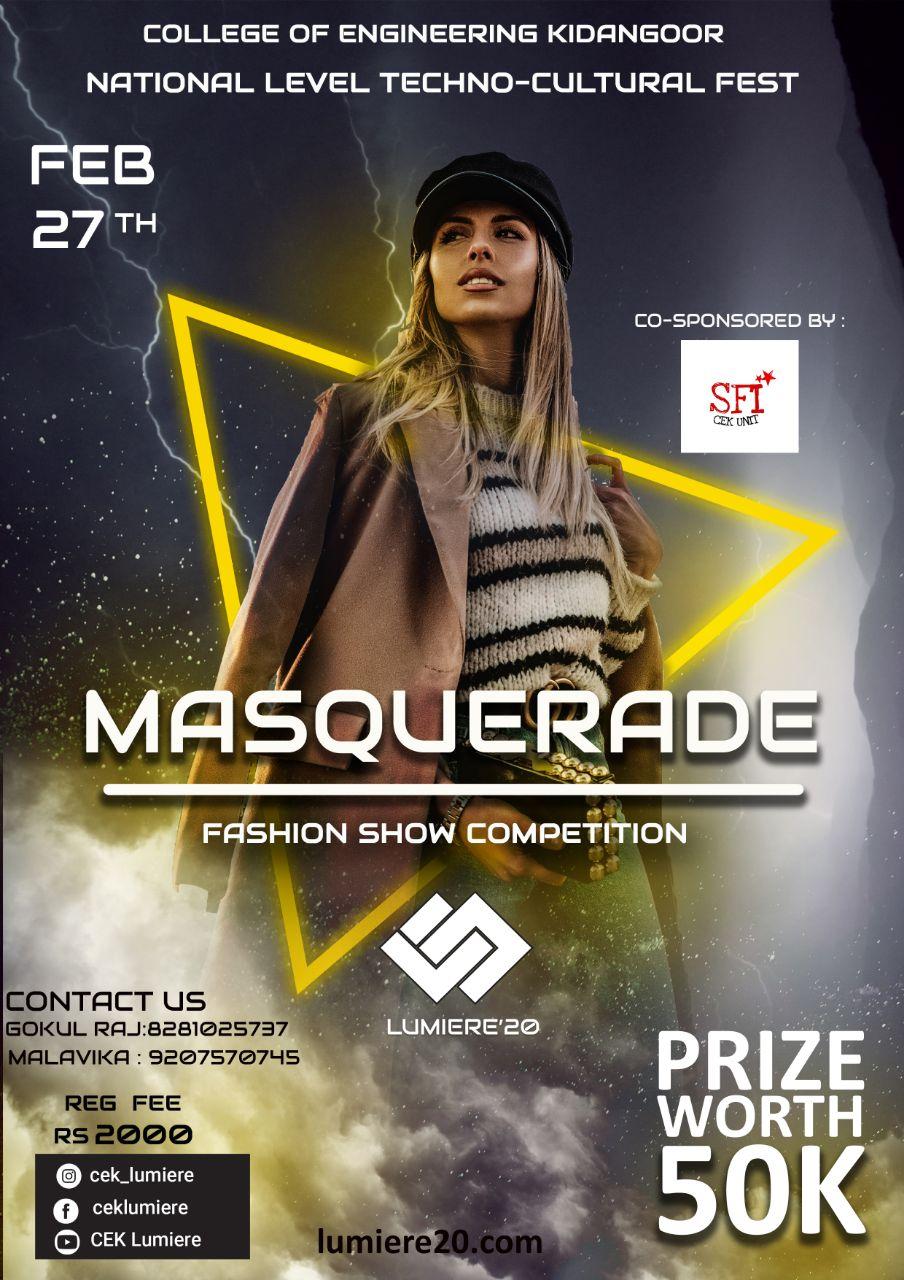 COLLEGE OF ENGINEERING KIDANGOOR
NATIONAL LEVEL TECHNO-CULTURAL FEST
FEB
27 TH
CO-SPONSORED BY :
SFI
CEK UNIT
MASQUERADE
FASHION SHOW COMPETITION
LUMIERE'20
CONTACT US
GOKUL RAJ:8281025737
MALAVIKA : 9207570745
REG FEE
RS 2000
cek_lumiere
ceklumiere
CEK Lumiere
PRIZE
WORTH
50K
lumiere20.com